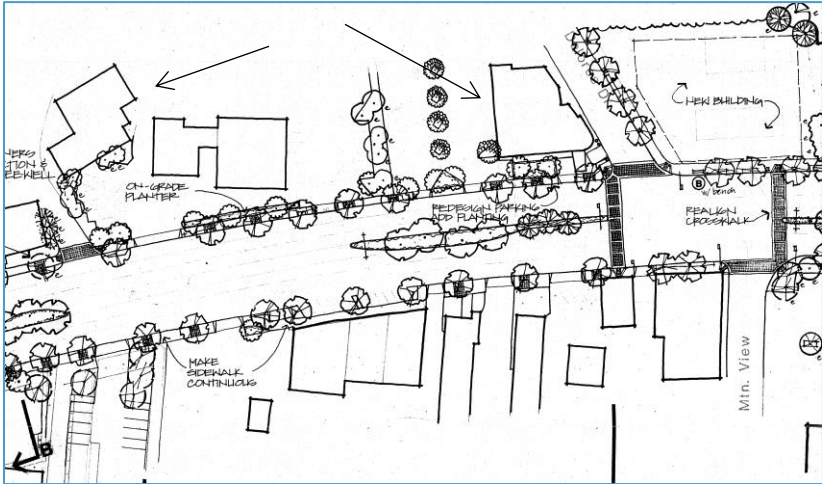 NEW BUILDING
ON-GRADE
PLANTER
REDESIGN PARKING
ADD PLANTING
B
W/ bench
REALIGN
CROSSWALK
MAKE
SIDEWALK
CONTINUOUS
Mtn. View
B